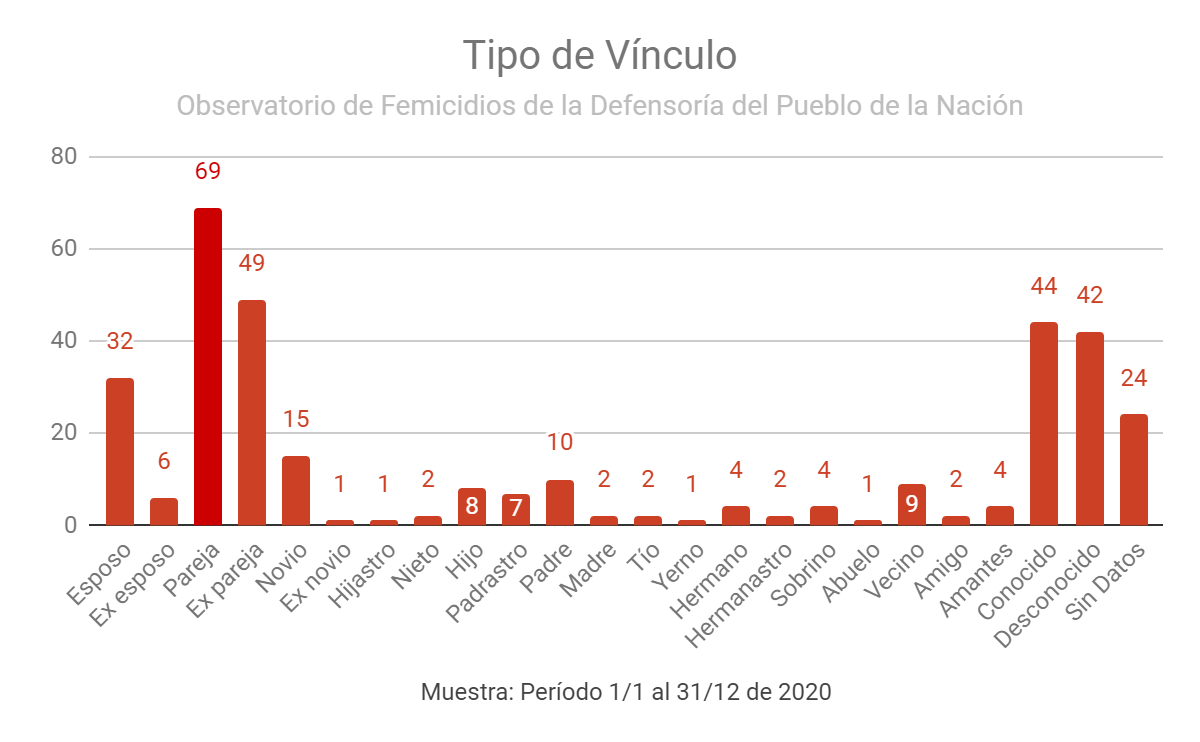 Tipo de Vínculo
Observatorio de Femicidios de la Defensoría del Pueblo de la Nación
80
60
40
20
0
32
6
69
49
15
1
1
2
8
7
10
2
2
1
4
2
4
1
9
2
4
44
42
24
Esposo
Ex esposo
Pareja
Ex pareja
Novio
Ex novio
Hijastro
Nieto
Hijo
Padrastro
Padre
Madre
Tío
Yerno
Hermano
Hermanastro
Sobrino
Abuelo
Vecino
Amigo
Amantes
Conocido
Desconocido
Sin Datos
Muestra: Período 1/1 al 31/12 de 2020